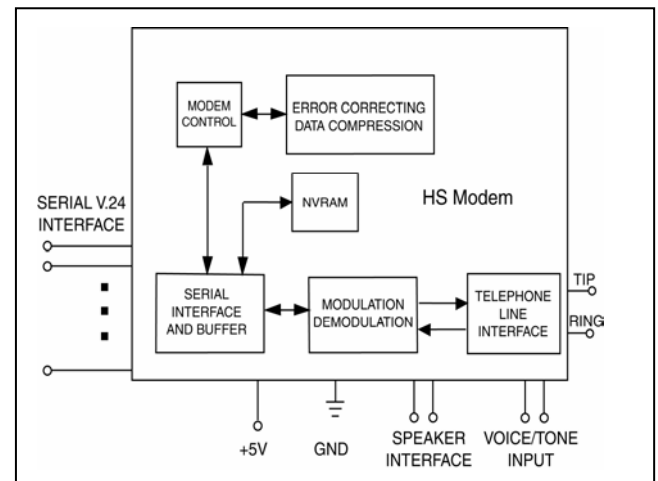 MODEM
CONTROL
ERROR CORRECTING
DATA COMPRESSION
NVRAM
HS Modem
SERIAL V.24
INTERFACE
SERIAL
INTERFACE
AND BUFFER
MODULATION
DEMODULATION
TELEPHONE
LINE
INTERFACE
TIP
RING
+5V
GND
SPEAKER
INTERFACE
VOICE/TONE
INPUT